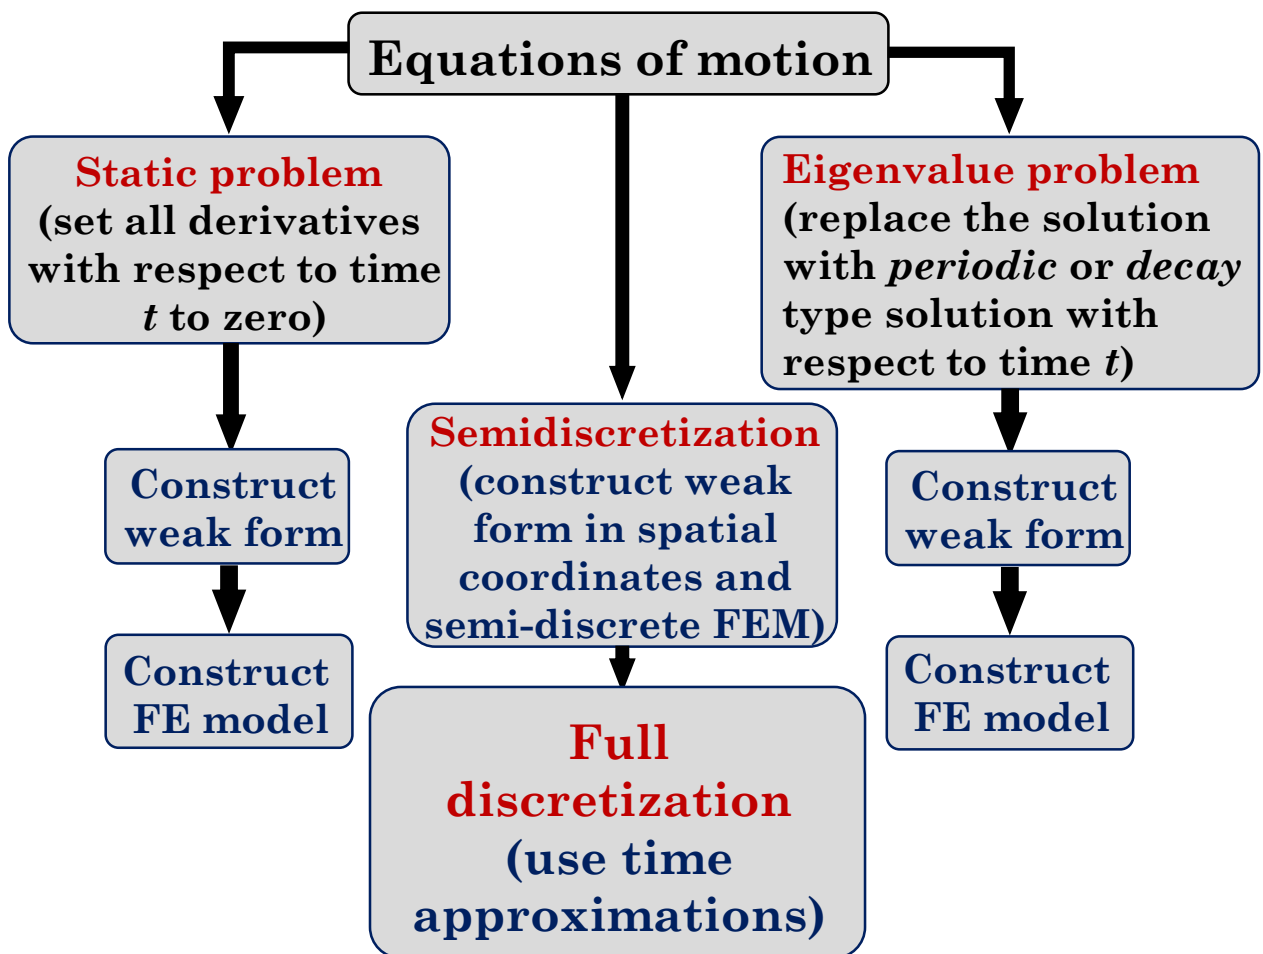 Equations of motion
Static problem
(set all derivatives
with respect to time
t to zero)
Eigenvalue problem
(replace the solution
with periodic or decay
type solution with
respect to time t)
Semidiscretization
(construct weak
form in spatial
coordinates and
semi-discrete FEM)
Construct
weak form
Construct
weak form
Construct
FE model
Construct
FE model
Full
discretization
(use time
approximations)